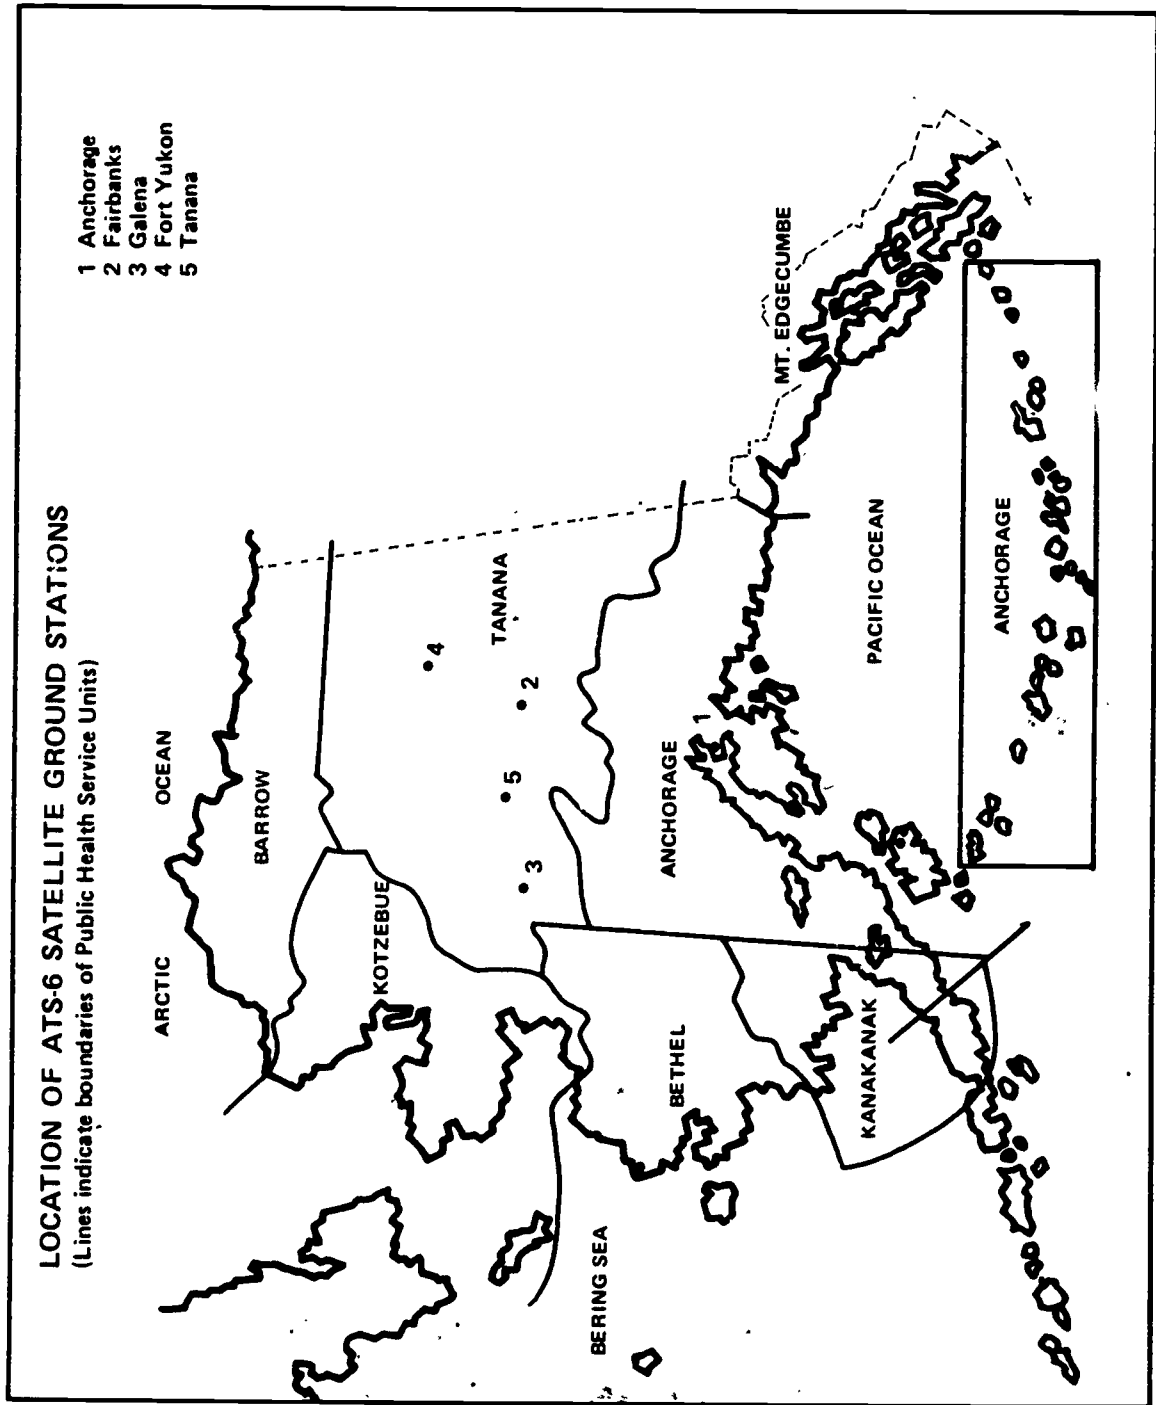 LOCATION OF ATS-6 SATELLITE GROUND STATIONS
(Lines indicate boundaries of Public Health Service Units)
1 Anchorage
2 Fairbanks
3 Galena
4 Fort Yukon
5 Tanana
ARCTIC OCEAN
BARROW
KOTZEBUE
4
TANANA
2
5
3
MT. EDGECUMBE
BERING SEA
BETHEL
ANCHORAGE
1
KANAKANAK
PACIFIC OCEAN
ANCHORAGE